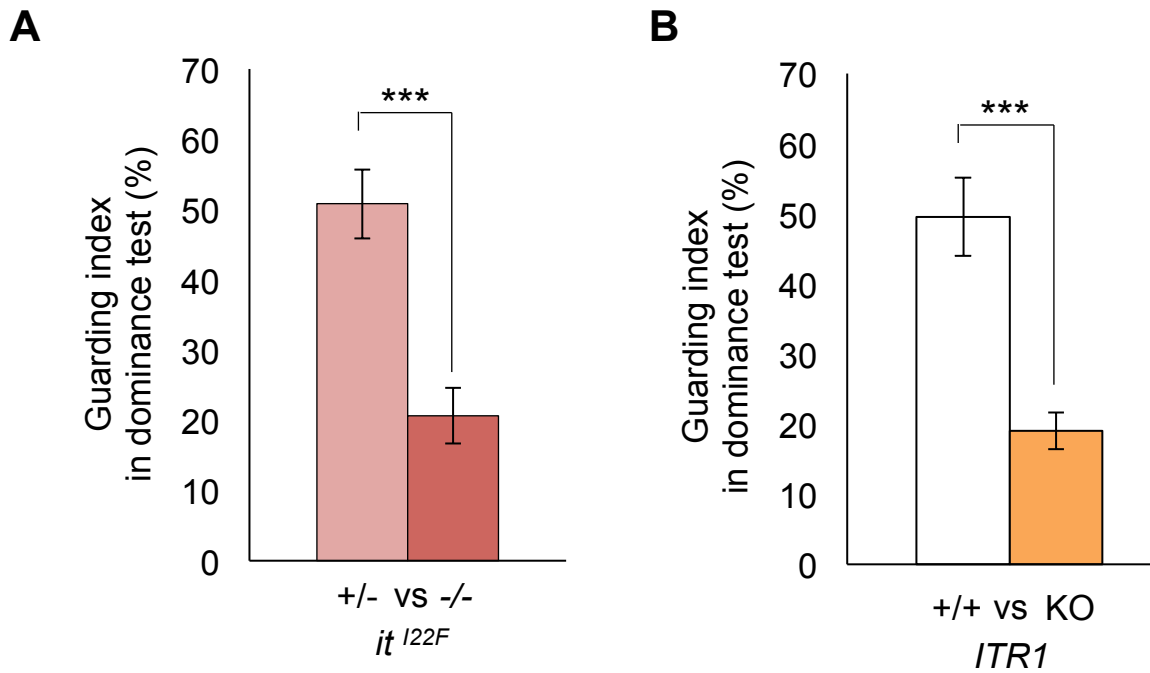 A
Guarding index
in dominance test (%)
70
60
50
40
30
20
10
0
***
+/- vs -/-
it I22F
B
Guarding index
in dominance test (%)
70
60
50
40
30
20
10
0
***
+/+ vs KO
ITR1